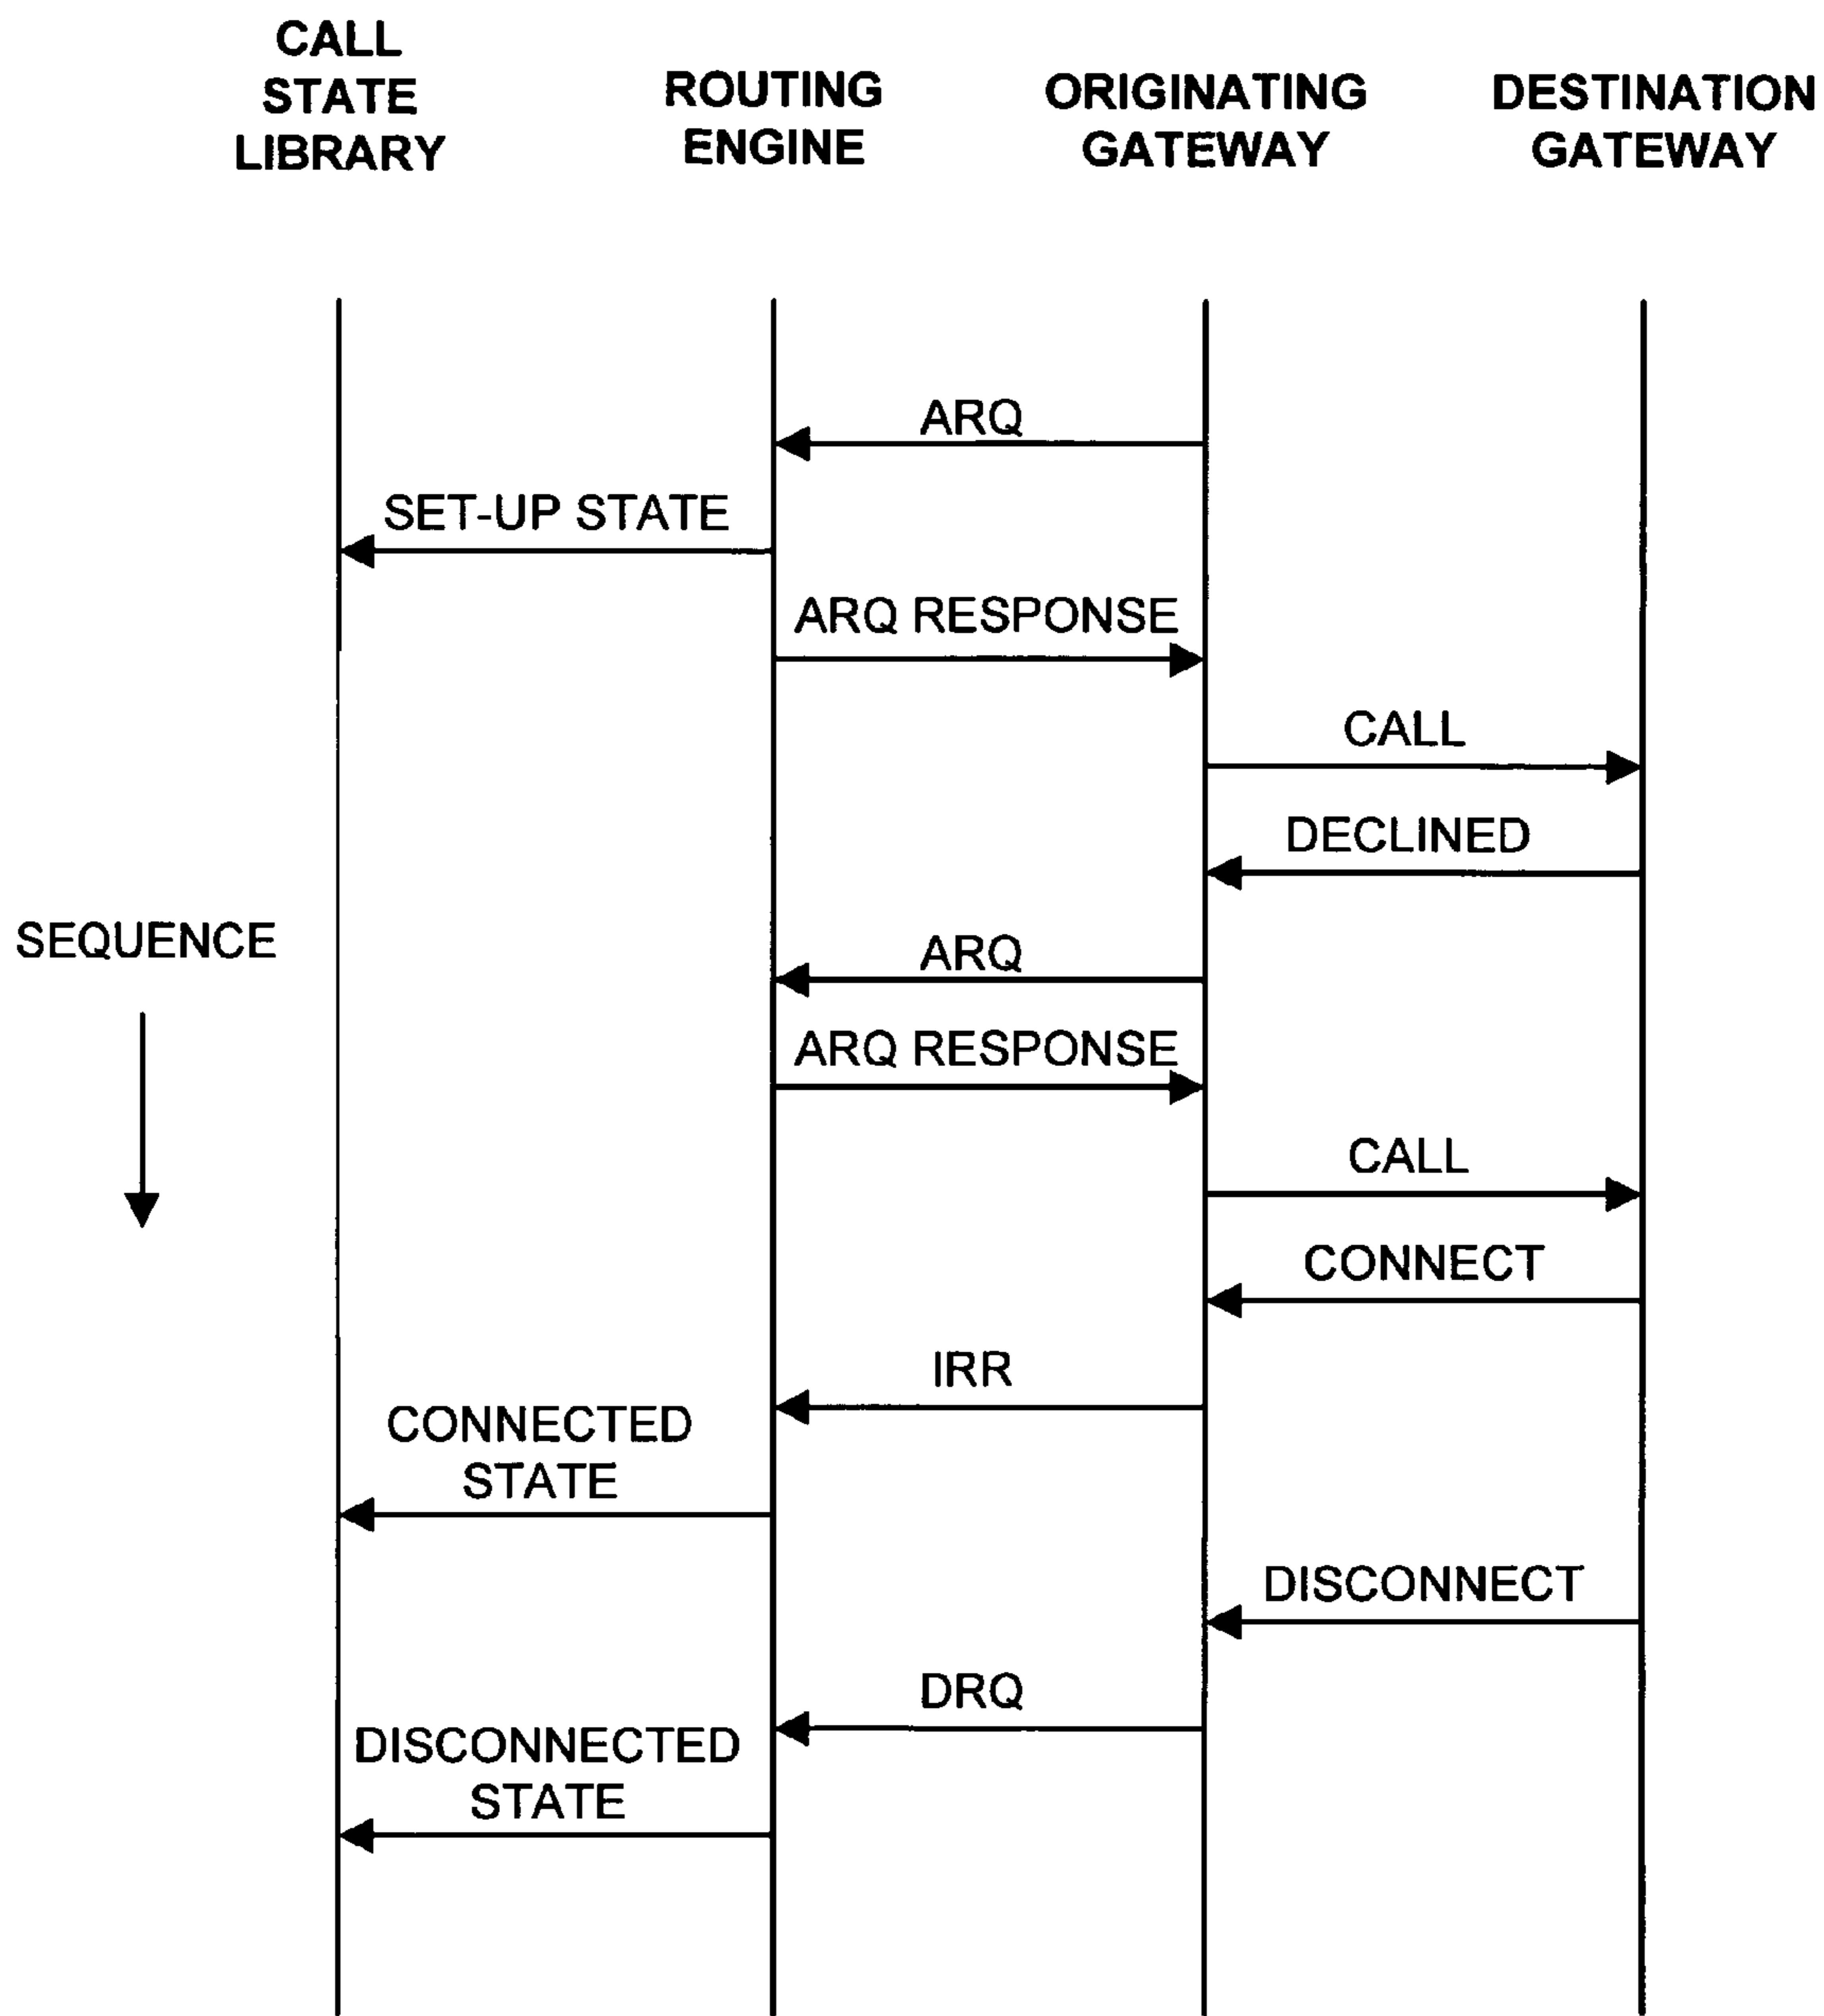 CALL
STATE
LIBRARY
ROUTING
ENGINE
ORIGINATING
GATEWAY
DESTINATION
GATEWAY
ARQ
SET-UP STATE
ARQ RESPONSE
CALL
DECLINED
SEQUENCE
ARQ
ARQ RESPONSE
CALL
CONNECT
IRR
CONNECTED
STATE
DISCONNECT
DRQ
DISCONNECTED
STATE